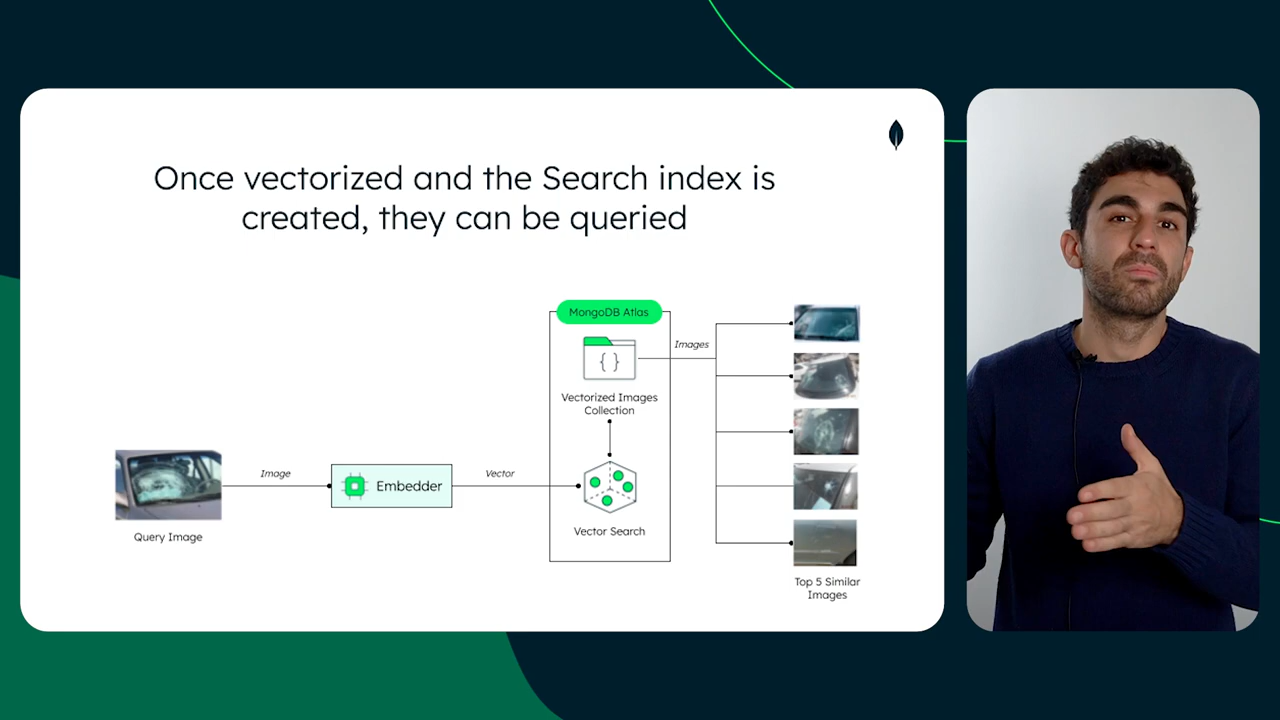 Once vectorized and the Search index is
created, they can be queried
MongoDB Atlas
{ }
Images
Vectorized Images
Collection
Image
Embedder
Vector
Query Image
Vector Search
Top 5 Similar
Images